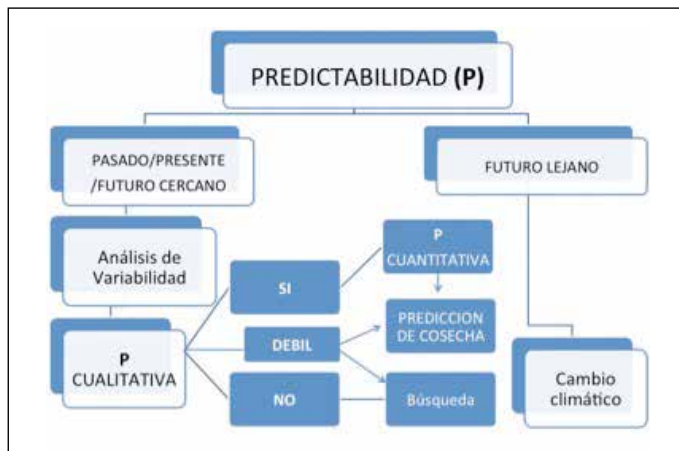 PREDICTABILIDAD (P)
PASADO/PRESENTE
/FUTURO CERCANO
FUTURO LEJANO
Análisis de
Variabilidad
P
CUALITATIVA
SI
DEBIL
NO
P
CUANTITATIVA
PREDICCION
DE COSECHA
Búsqueda
Cambio
climático